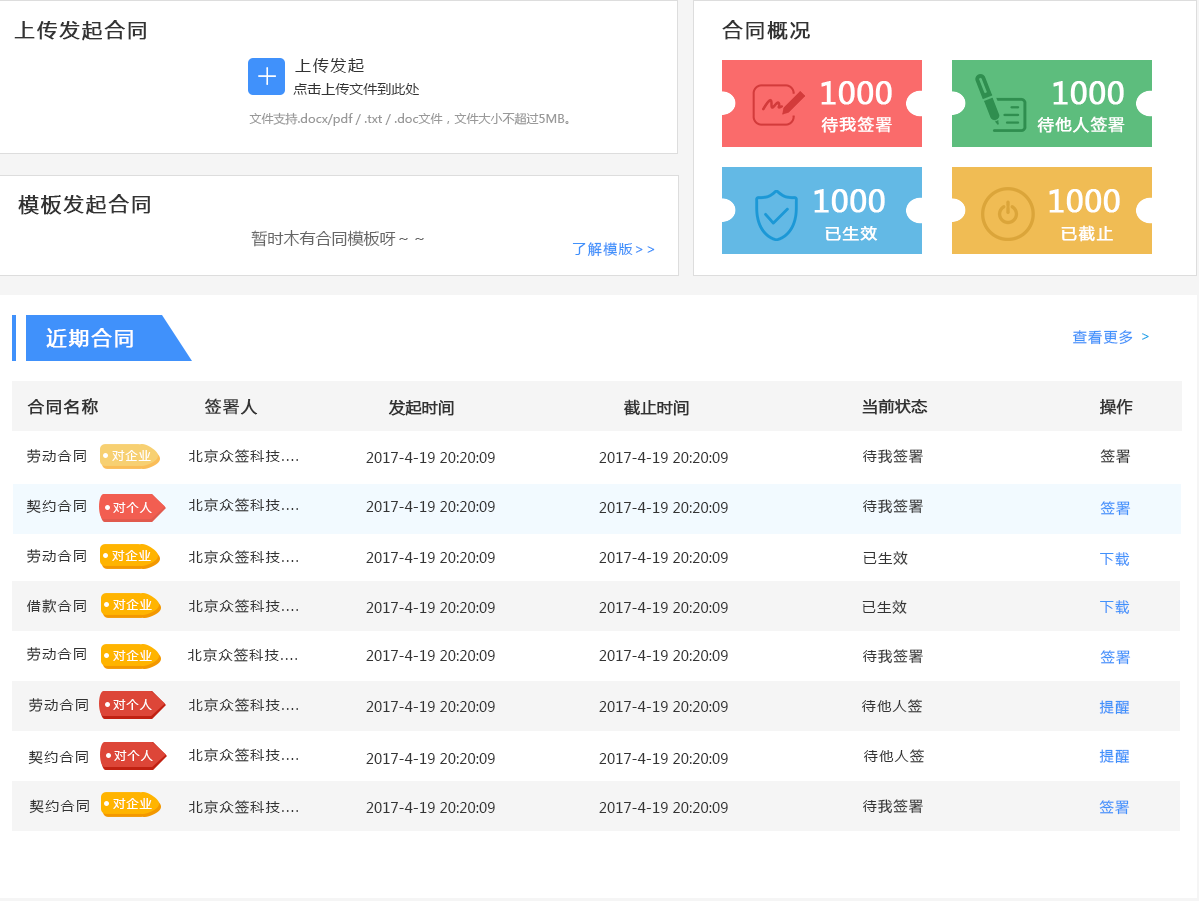 上传发起合同
上传发起
点击上传文件到此处
文件支持.docx/pdf / .txt / .doc文件，文件大小不超过5MB。
模板发起合同
暂时木有合同模板呀～～
了解模版>>
合同概况
1000
待我签署
1000
待他人签署
1000
已生效
1000
已截止
近期合同
查看更多 >
合同名称 签署人 发起时间 截止时间 当前状态 操作
劳动合同 对企业 北京众签科技.... 2017-4-19 20:20:09 2017-4-19 20:20:09 待我签署 签署
契约合同 对个人 北京众签科技.... 2017-4-19 20:20:09 2017-4-19 20:20:09 待我签署 签署
劳动合同 对企业 北京众签科技.... 2017-4-19 20:20:09 2017-4-19 20:20:09 已生效 下载
借款合同 对企业 北京众签科技.... 2017-4-19 20:20:09 2017-4-19 20:20:09 已生效 下载
劳动合同 对企业 北京众签科技.... 2017-4-19 20:20:09 2017-4-19 20:20:09 待我签署 签署
劳动合同 对个人 北京众签科技.... 2017-4-19 20:20:09 2017-4-19 20:20:09 待他人签 提醒
契约合同 对个人 北京众签科技.... 2017-4-19 20:20:09 2017-4-19 20:20:09 待他人签 提醒
契约合同 对企业 北京众签科技.... 2017-4-19 20:20:09 2017-4-19 20:20:09 待我签署 签署